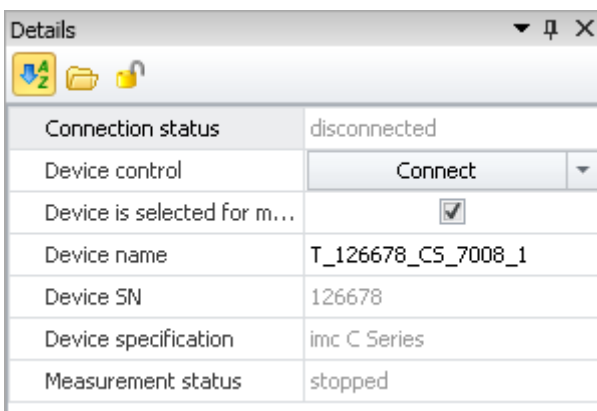 Details
Connection status disconnected
Device control Connect
Device is selected for m...
Device name T_126678_CS_7008_1
Device SN 126678
Device specification imc C Series
Measurement status stopped